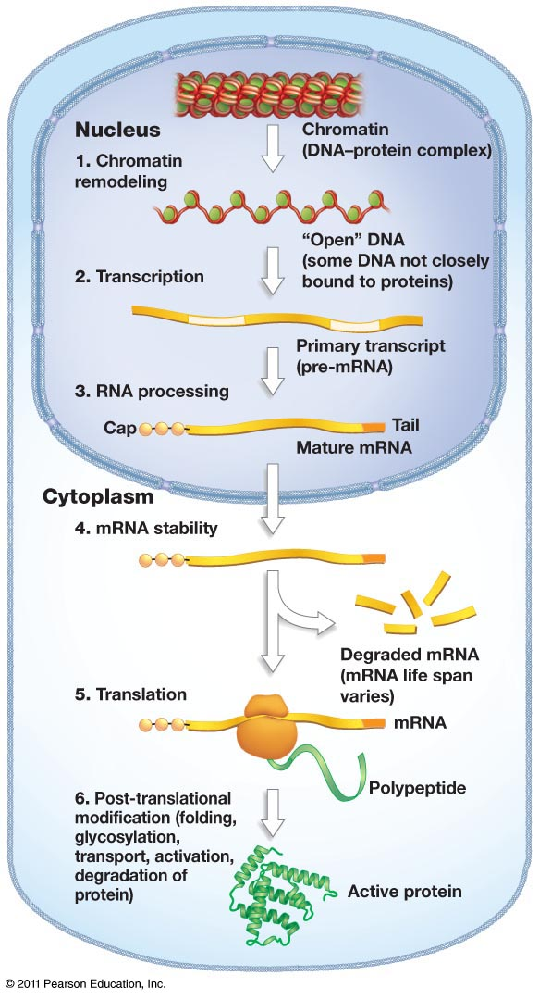 Nucleus
Chromatin
(DNA–protein complex)
1. Chromatin
remodeling
“Open” DNA
(some DNA not closely
bound to proteins)
2. Transcription
Primary transcript
(pre-mRNA)
3. RNA processing
Cap
Tail
Mature mRNA
Cytoplasm
4. mRNA stability
Degraded mRNA
(mRNA life span
varies)
5. Translation
mRNA
Polypeptide
6. Post-translational
modification (folding,
glycosylation,
transport, activation,
degradation of
protein)
Active protein
© 2011 Pearson Education, Inc.